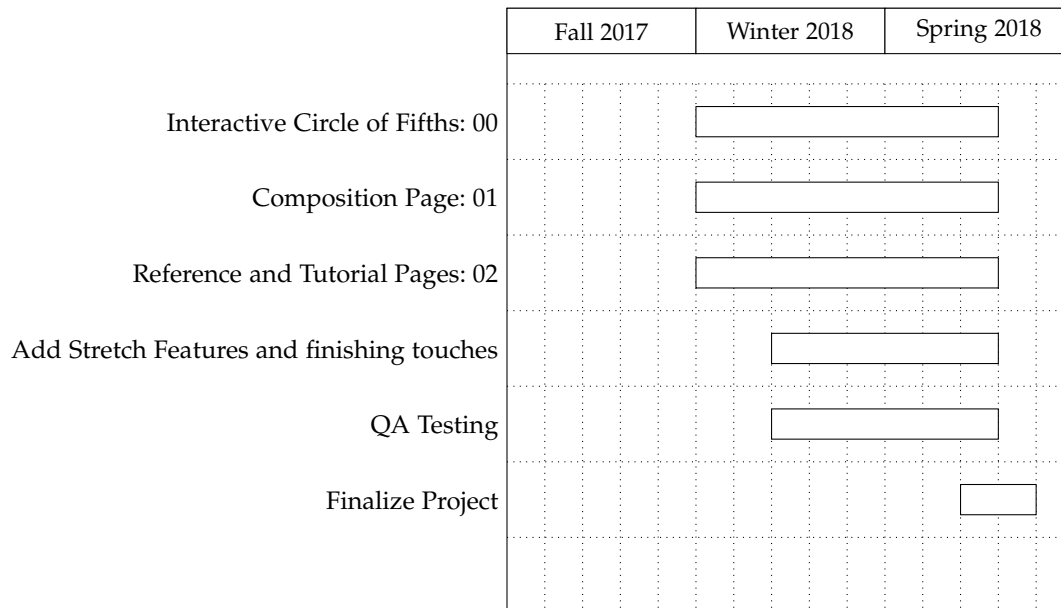 Fall 2017 Winter 2018 Spring 2018
Interactive Circle of Fifths: 00
Composition Page: 01
Reference and Tutorial Pages: 02
Add Stretch Features and finishing touches
QA Testing
Finalize Project